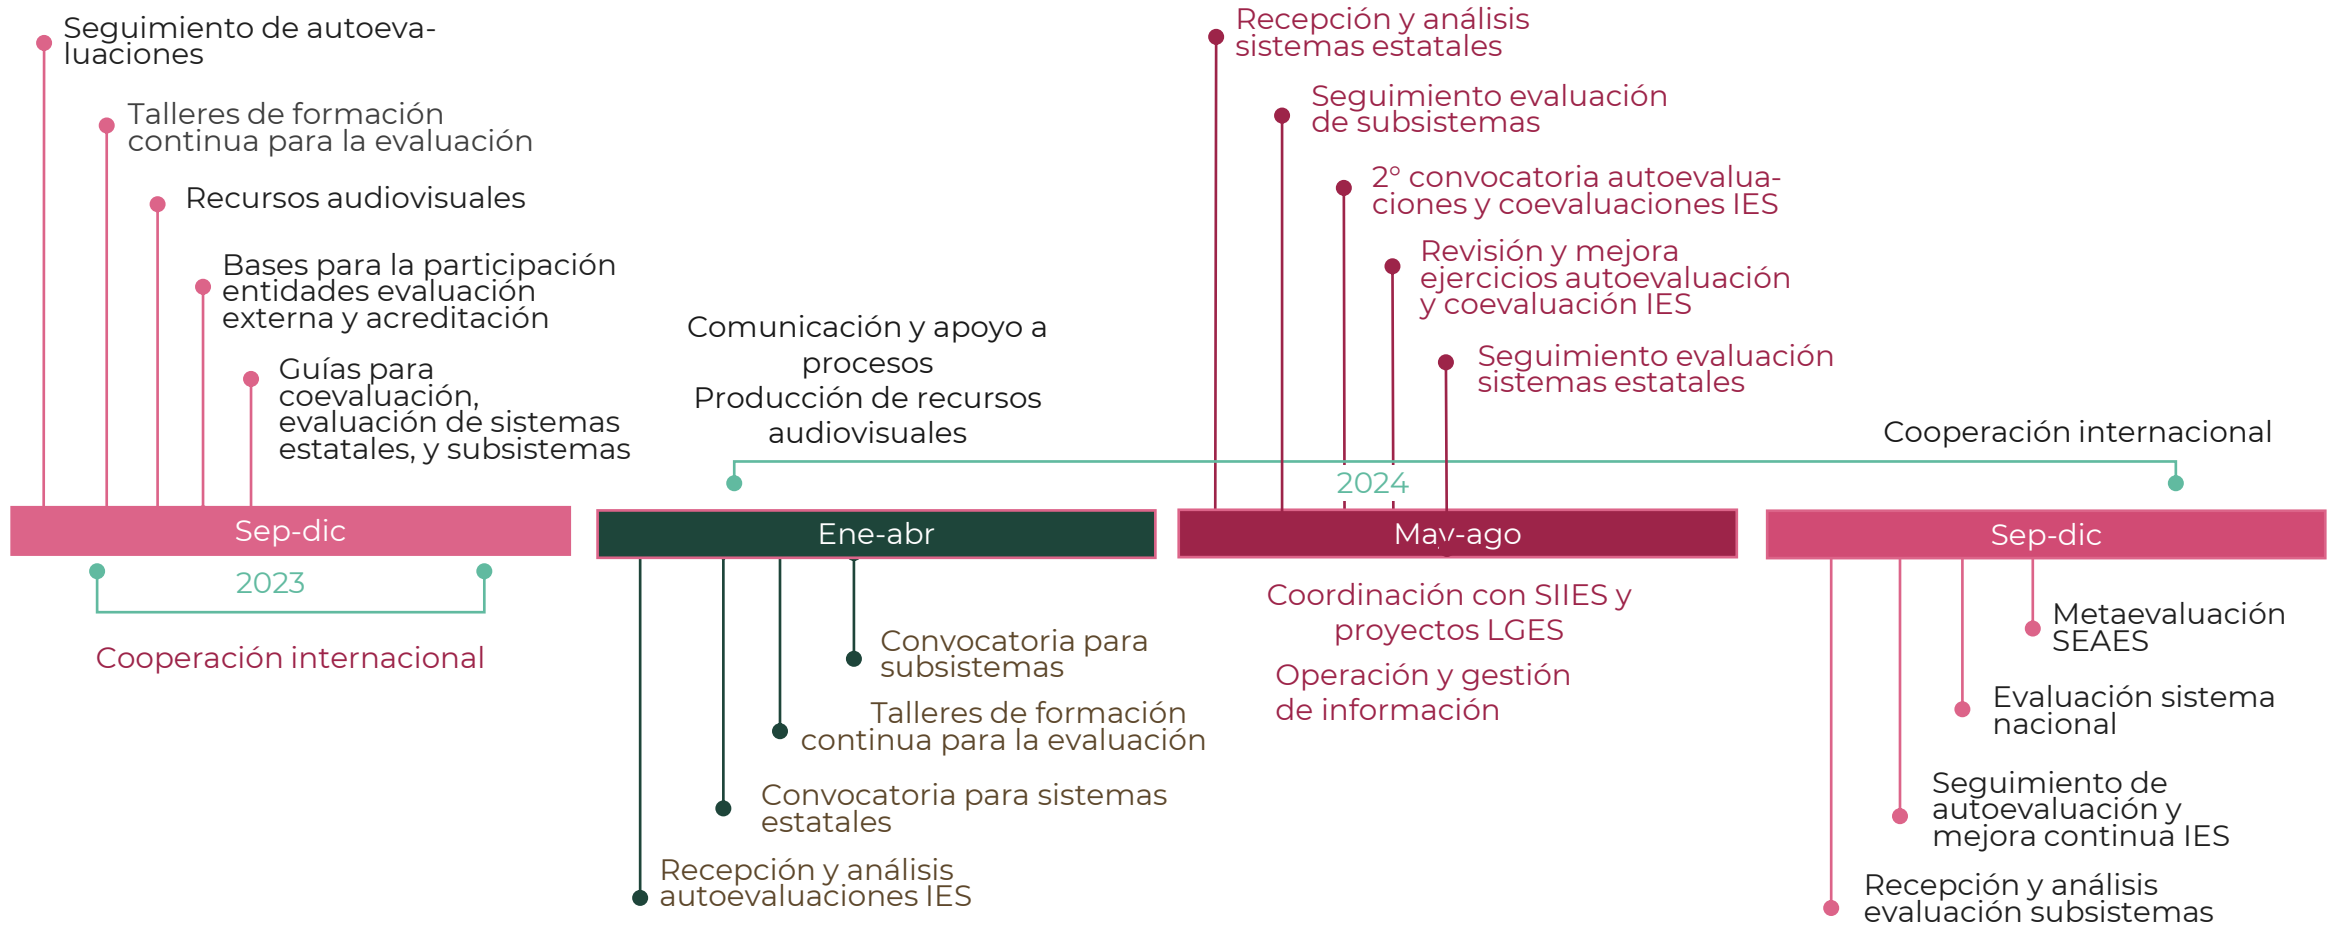 Seguimiento de autoeva-
luaciones
Talleres de formación
continua para la evaluación
Recursos audiovisuales
Bases para la participación
entidades evaluación
externa y acreditación
Guías para
coevaluación,
evaluación de sistemas
estatales, y subsistemas
Sep-dic
2023
Cooperación internacional
Comunicación y apoyo a
procesos
Producción de recursos
audiovisuales
Ene-abr
Convocatoria para
subsistemas
Talleres de formación
continua para la evaluación
Convocatoria para sistemas
estatales
Recepción y análisis
autoevaluaciones IES
Recepción y análisis
sistemas estatales
Seguimiento evaluación
de subsistemas
2° convocatoria autoevalua-
ciones y coevaluaciones IES
Revisión y mejora
ejercicios autoevaluación
y coevaluación IES
Seguimiento evaluación
sistemas estatales
2024
May-ago
Coordinación con SIIES y
proyectos LGES
Operación y gestión
de información
Cooperación internacional
Sep-dic
Metaevaluación
SEAES
Evaluación sistema
nacional
Seguimiento de
autoevaluación y
mejora continua IES
Recepción y análisis
evaluación subsistemas